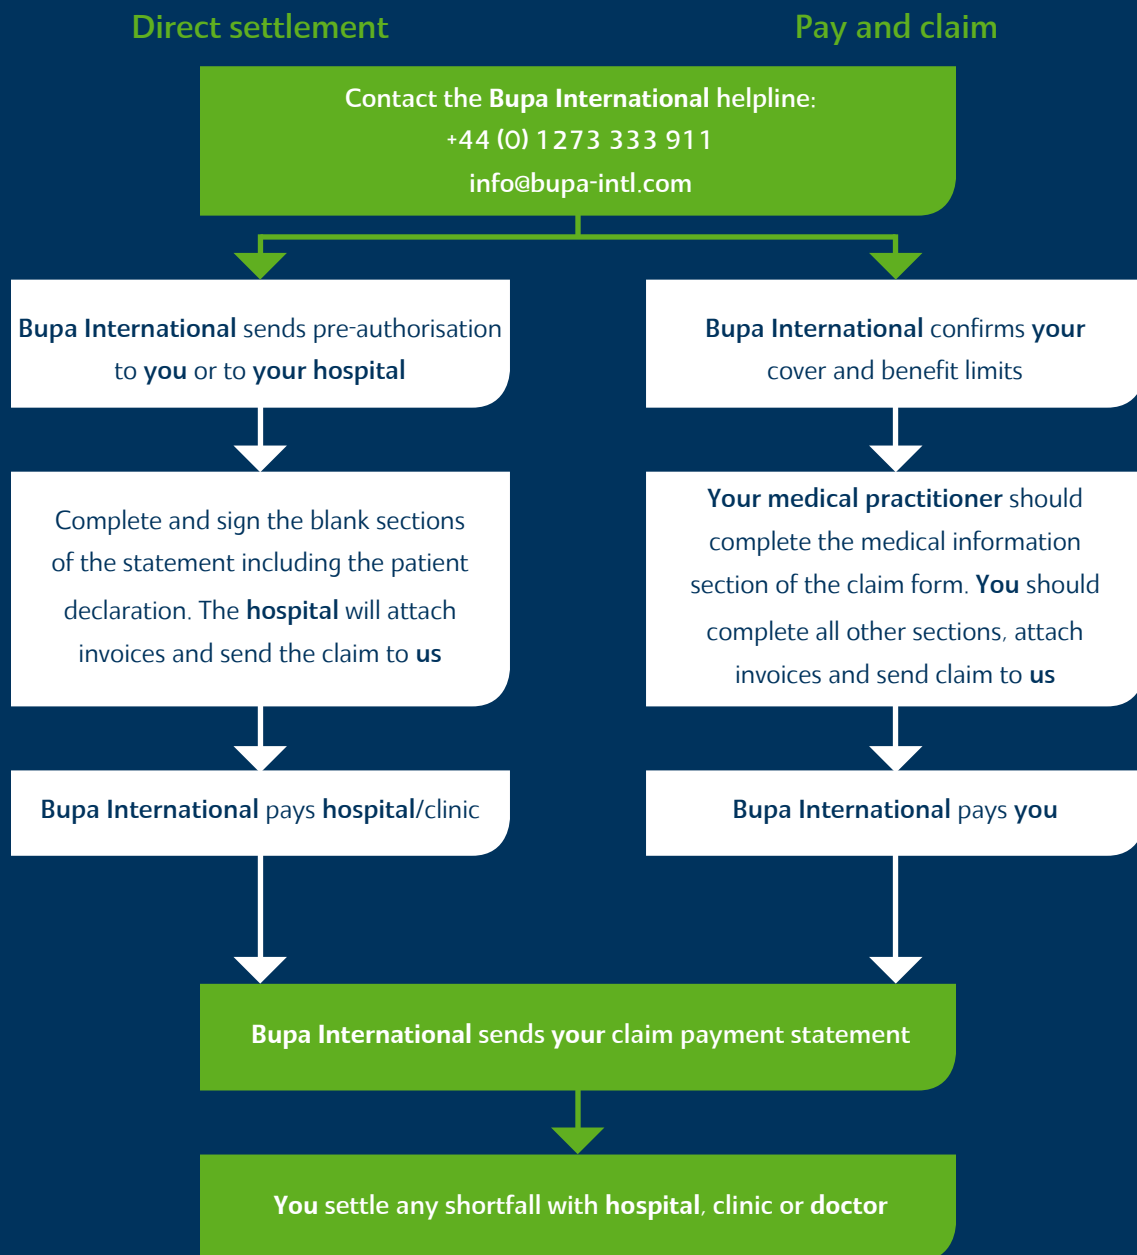 Direct settlement
Pay and claim
Contact the Bupa International helpline:
+44 (0) 1273 333 911
info@bupa-intl.com
Bupa International sends pre-authorisation
to you or to your hospital
Bupa International confirms your
cover and benefit limits
Complete and sign the blank sections
of the statement including the patient
declaration. The hospital will attach
invoices and send the claim to us
Your medical practitioner should
complete the medical information
section of the claim form. You should
complete all other sections, attach
invoices and send claim to us
Bupa International pays hospital/clinic
Bupa International pays you
Bupa International sends your claim payment statement
You settle any shortfall with hospital, clinic or doctor